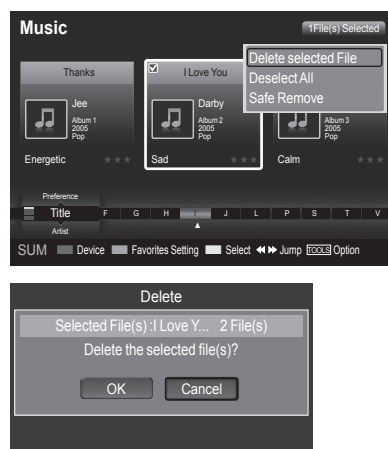 Music
1File(s) Selected
Delete selected File
Deselect All
Safe Remove
Thanks
Jee
Album 1
2005
Pop
Energetic
I Love You
Darby
Album 2
2005
Pop
Sad
Album 3
2005
Pop
Calm
Preference
Title F G H I J L P S T V
Artist
SUM Device Favorites Setting Select Jump TOOLS Option
Delete
Selected File(s) :I Love Y... 2 File(s)
Delete the selected file(s)?
OK Cancel